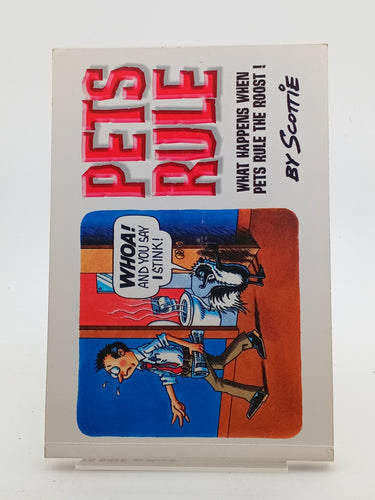 PETS
RULE
WHAT HAPPENS WHEN
PETS RULE THE ROOST!
BY SCOTTIE
WHOA!
AND YOU SAY
I STINK!